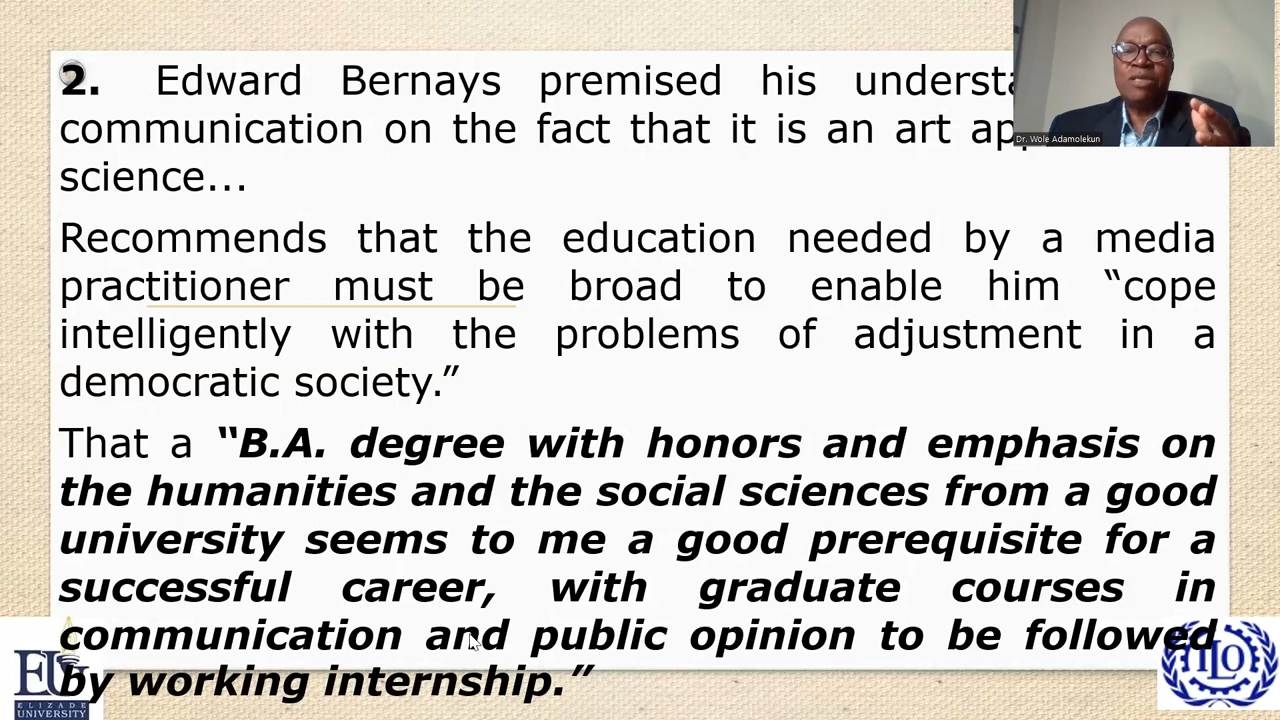 2. Edward Bernays premised his
communication on the fact that it is an art
science...
Recommends that the education needed by a media
practitioner must be broad to enable him “cope
intelligently with the problems of adjustment in a
democratic society.”
That a “B.A. degree with honors and emphasis on
the humanities and the social sciences from a good
university seems to me a good prerequisite for a
successful career, with graduate courses in
communication and public opinion to be followed
by working internship.”
Dr. Wole Adamolekun
EU
ELIZADE
UNIVERSITY
ILO